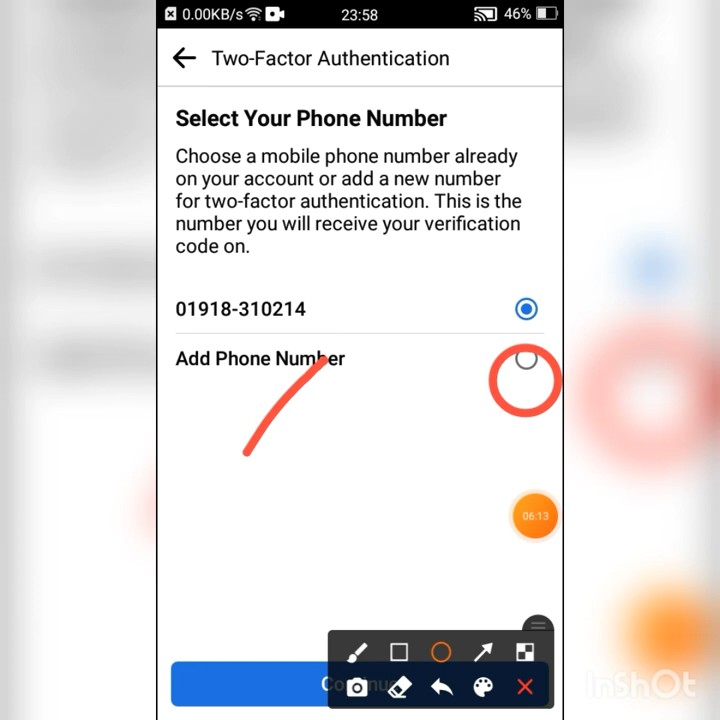 0.00KB/s 23:58 46%
Two-Factor Authentication
Select Your Phone Number
Choose a mobile phone number already
on your account or add a new number
for two-factor authentication. This is the
number you will receive your verification
code on.
01918-310214
Add Phone Number
06:13
Continue
InShOt